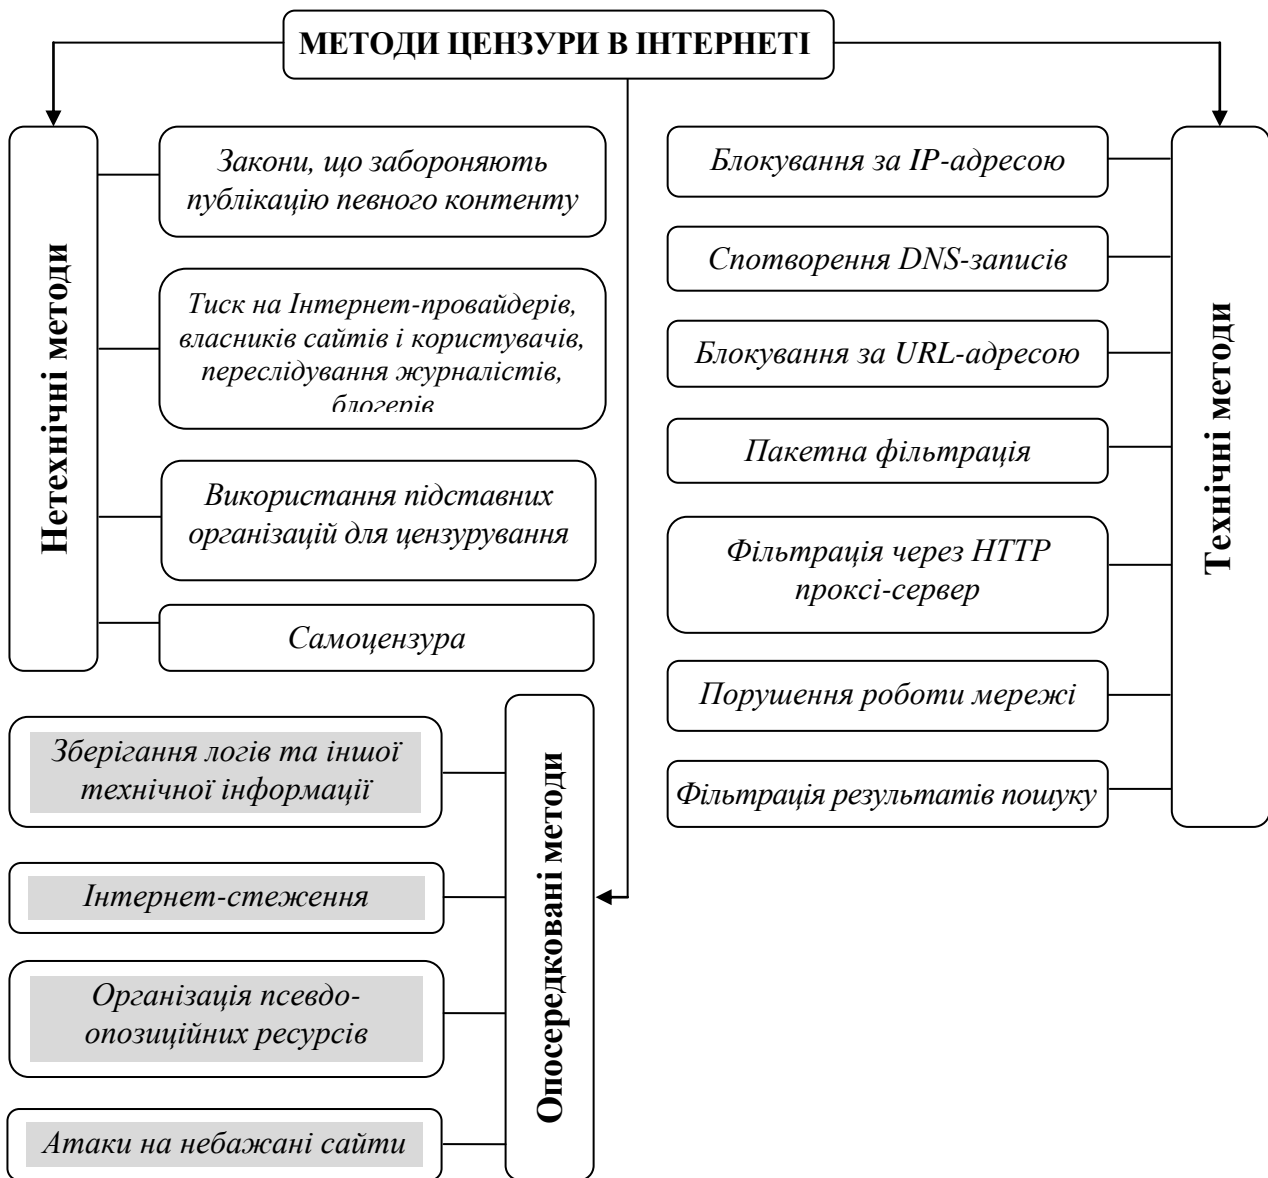 МЕТОДИ ЦЕНЗУРИ В ІНТЕРНЕТІ
Нетехнічні методи
Закони, що забороняють
публікацію певного контенту
Тиск на Інтернет-провайдерів,
власників сайтів і користувачів,
переслідування журналістів,
блогерів
Використання підставних
організацій для цензурування
Самоцензура
Опосередковані методи
Зберігання логів та іншої
технічної інформації
Інтернет-стеження
Організація псевдо-
опозиційних ресурсів
Атаки на небажані сайти
Технічні методи
Блокування за IP-адресою
Спотворення DNS-записів
Блокування за URL-адресою
Пакетна фільтрація
Фільтрація через HTTP
проксі-сервер
Порушення роботи мережі
Фільтрація результатів пошуку